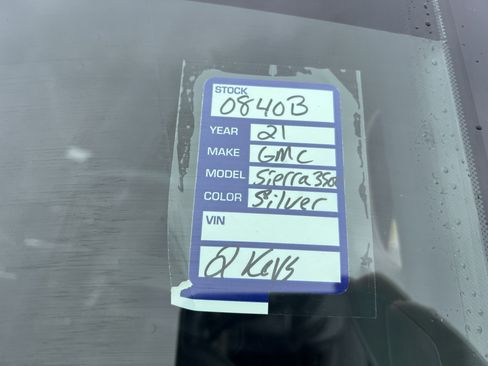 STOCK
0840B
YEAR 21
MAKE GMC
MODEL Sierra 3500
COLOR Silver
VIN
2 Keys